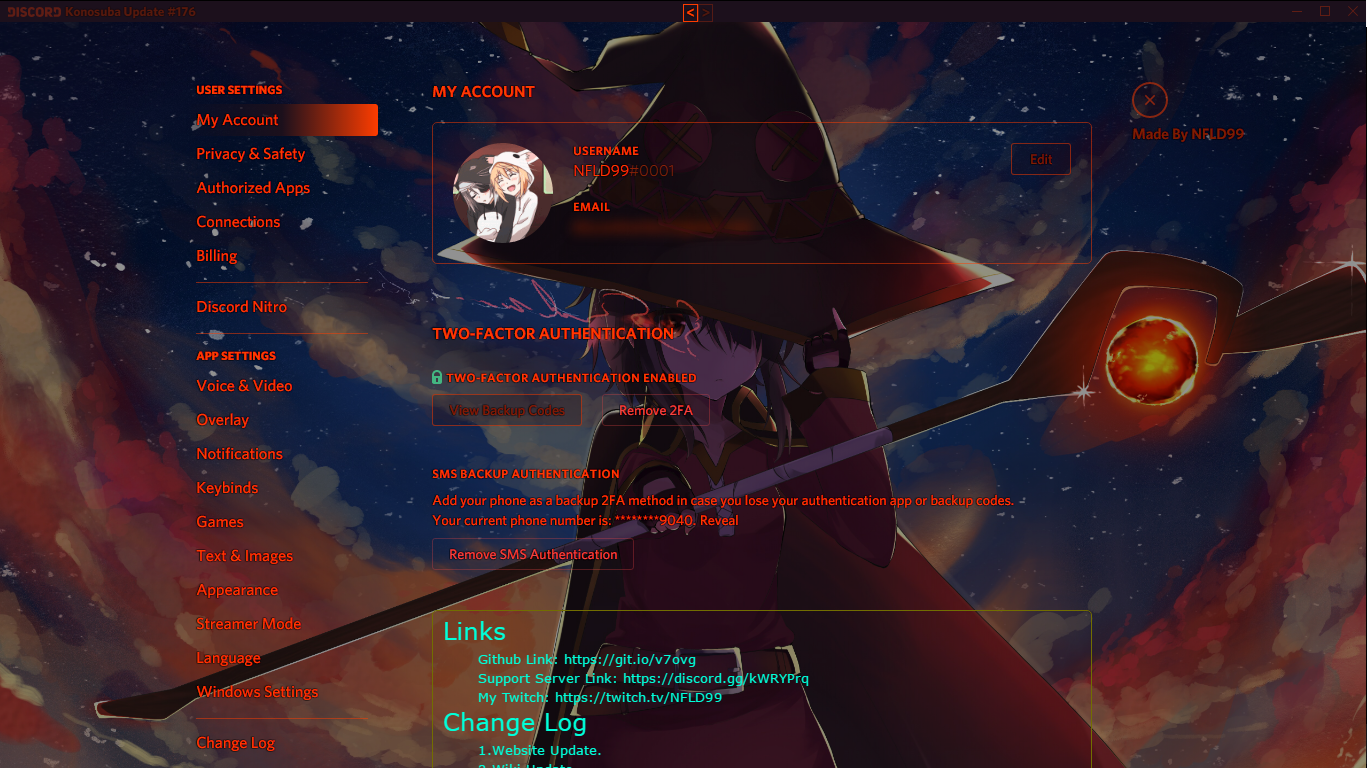 DISCORD Konosuba Update #176
< >
USER SETTINGS
My Account
Privacy & Safety
Authorized Apps
Connections
Billing
Discord Nitro
APP SETTINGS
Voice & Video
Overlay
Notifications
Keybinds
Games
Text & Images
Appearance
Streamer Mode
Language
Windows Settings
Change Log
MY ACCOUNT
USERNAME
NFLD99#0001
Edit
EMAIL
Made By NFLD99
TWO-FACTOR AUTHENTICATION
TWO-FACTOR AUTHENTICATION ENABLED
View Backup Codes
Remove 2FA
SMS BACKUP AUTHENTICATION
Add your phone as a backup 2FA method in case you lose your authentication app or backup codes.
Your current phone number is: ********9040. Reveal
Remove SMS Authentication
Links
Github Link: https://git.io/v7ovg
Support Server Link: https://discord.gg/kWRYPrq
My Twitch: https://twitch.tv/NFLD99
Change Log
1.Website Update.
2.Wiki Update